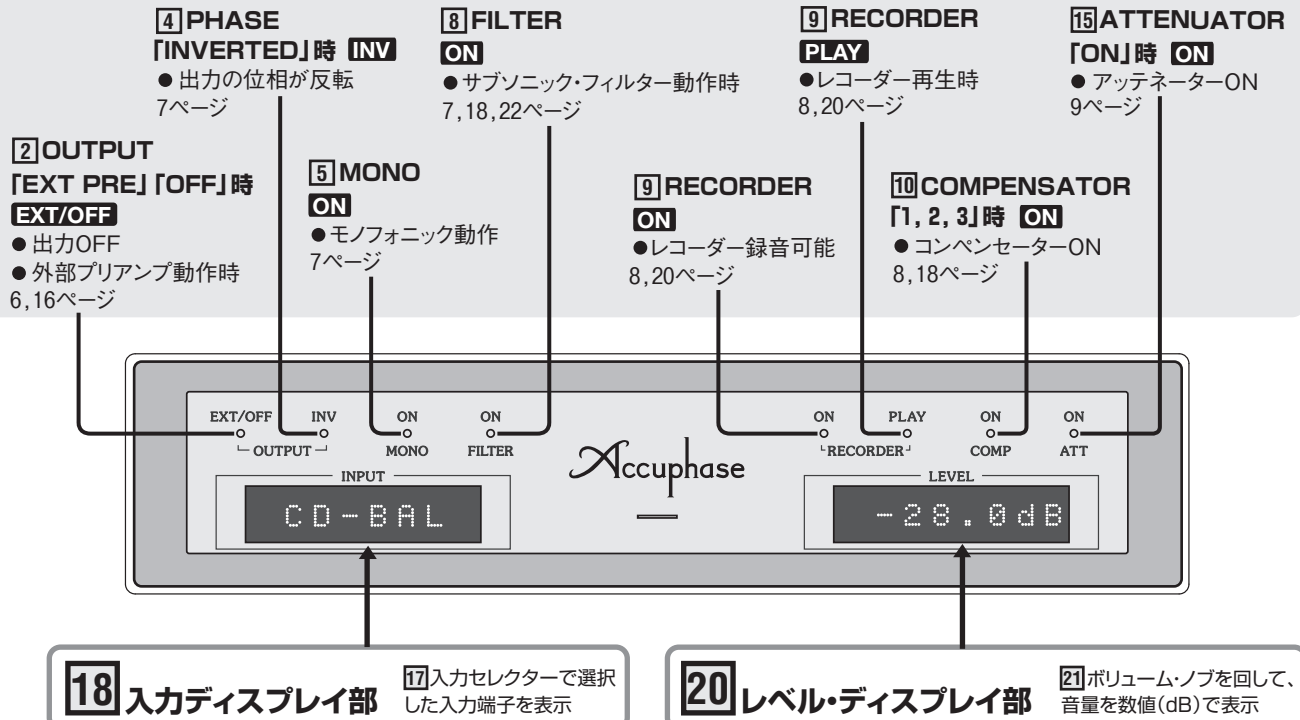 4 PHASE
「INVERTED」時 INV
● 出力の位相が反転
7ページ
8 FILTER
ON
● サブソニック・フィルター動作時
7,18,22ページ
9 RECORDER
PLAY
●レコーダー再生時
8,20ページ
15 ATTENUATOR
「ON」時 ON
● アッテネーターON
9ページ
2 OUTPUT
「EXT PRE」「OFF」時
EXT/OFF
● 出力OFF
● 外部プリアンプ動作時
6,16ページ
5 MONO
ON
● モノフォニック動作
7ページ
9 RECORDER
ON
●レコーダー録音可能
8,20ページ
10 COMPENSATOR
「1, 2, 3」時 ON
● コンペンセーターON
8,18ページ
EXT/OFF INV ON ON ON PLAY ON ON
OUTPUT MONO FILTER RECORDER COMP ATT
Accuphase
INPUT
CD-BAL
LEVEL
-28.0dB
18 入力ディスプレイ部
17入力セレクターで選択
した入力端子を表示
20 レベル・ディスプレイ部
21ボリューム・ノブを回して、
音量を数値(dB)で表示